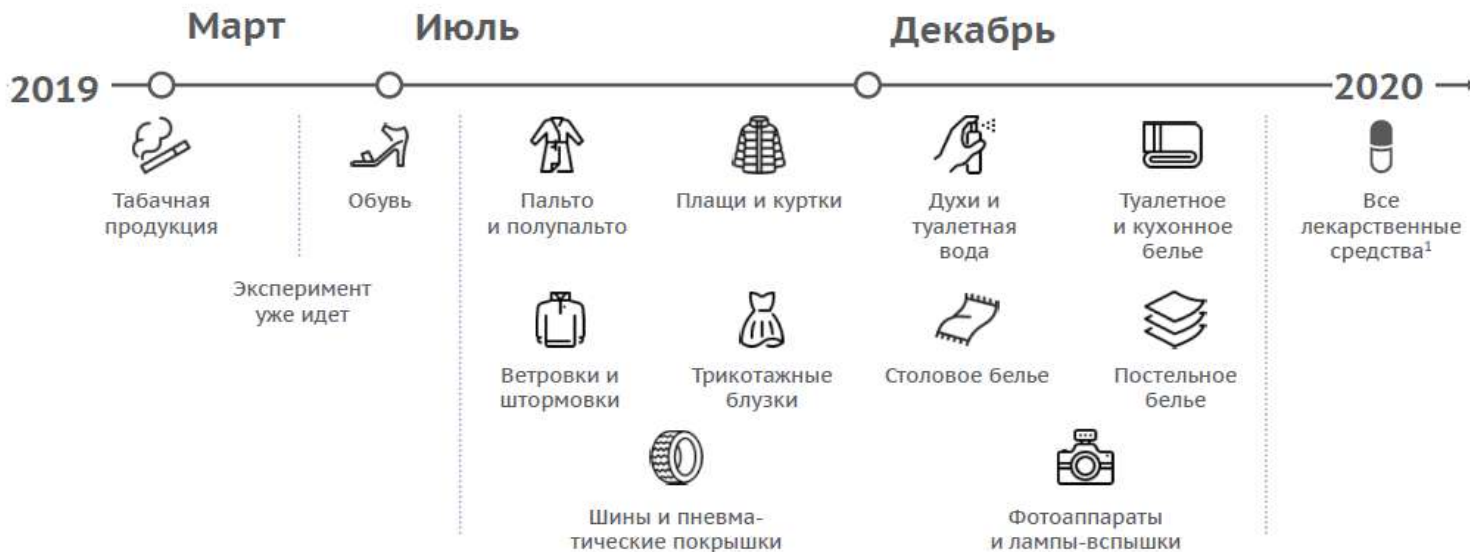 Март
Июль
Декабрь
2019
2020
Табачная
продукция
Обувь
Пальто
и полупальто
Плащи и куртки
Духи и
туалетная
вода
Туалетное
и кухонное
белье
Все
лекарственные
средства¹
Эксперимент
уже идет
Ветровки и
штормовки
Трикотажные
блузки
Столовое белье
Постельное
белье
Шины и пневма-
тические покрышки
Фотоаппараты
и лампы-вспышки